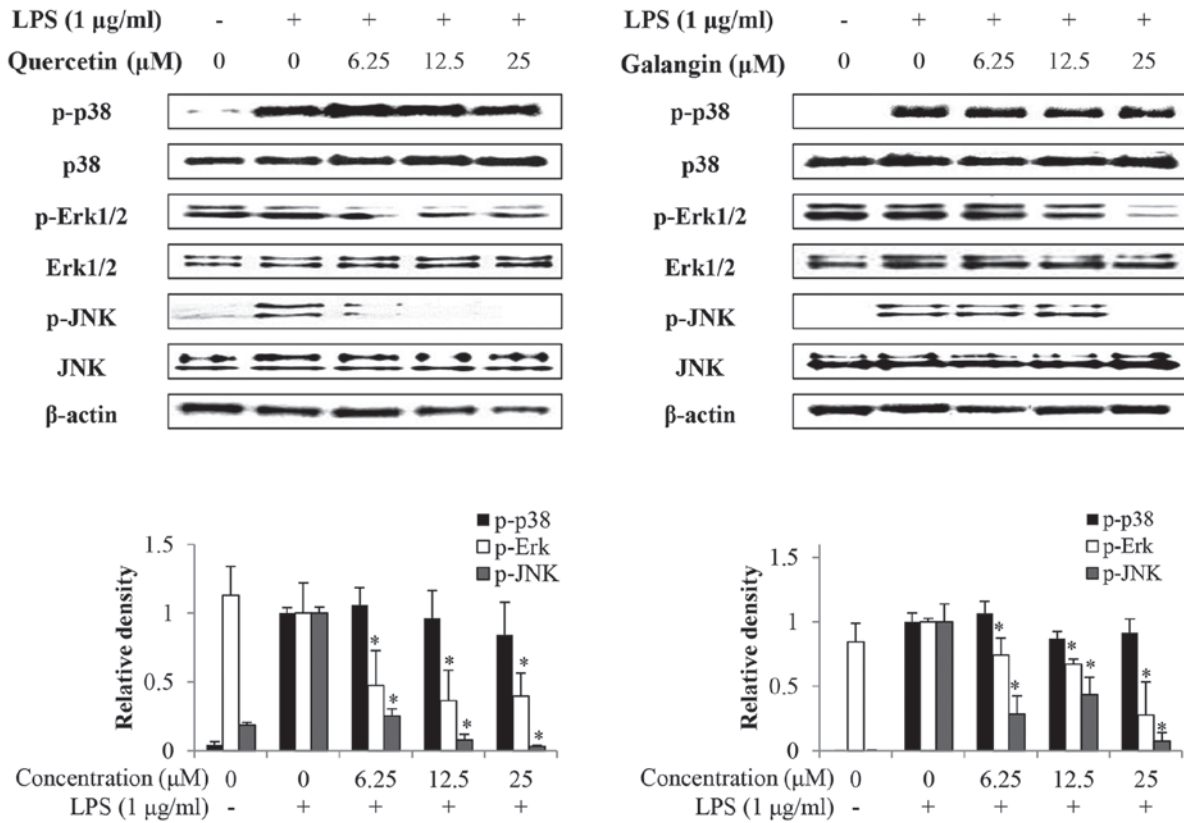 LPS (1 µg/ml) - + + + +
Quercetin (µM) 0 0 6.25 12.5 25
p-p38
p38
p-Erk1/2
Erk1/2
p-JNK
JNK
β-actin
LPS (1 µg/ml) - + + + +
Galangin (µM) 0 0 6.25 12.5 25
p-p38
p38
p-Erk1/2
Erk1/2
p-JNK
JNK
β-actin
p-p38
p-Erk
p-JNK
Relative density
1.5
1
0.5
0
* * * * * *
Concentration (µM) 0 0 6.25 12.5 25
LPS (1 µg/ml) - + + + +
p-p38
p-Erk
p-JNK
Relative density
1.5
1
0.5
0
* * * * * *
Concentration (µM) 0 0 6.25 12.5 25
LPS (1 µg/ml) - + + + +